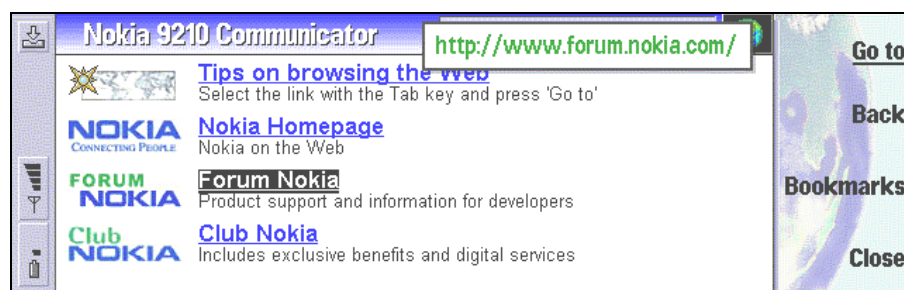 Nokia 9210 Communicator
http://www.forum.nokia.com/
Tips on browsing the Web
Select the link with the Tab key and press 'Go to'
NOKIA
CONNECTING PEOPLE
Nokia Homepage
Nokia on the Web
FORUM
NOKIA
Forum Nokia
Product support and information for developers
Club
NOKIA
Club Nokia
Includes exclusive benefits and digital services
Go to
Back
Bookmarks
Close